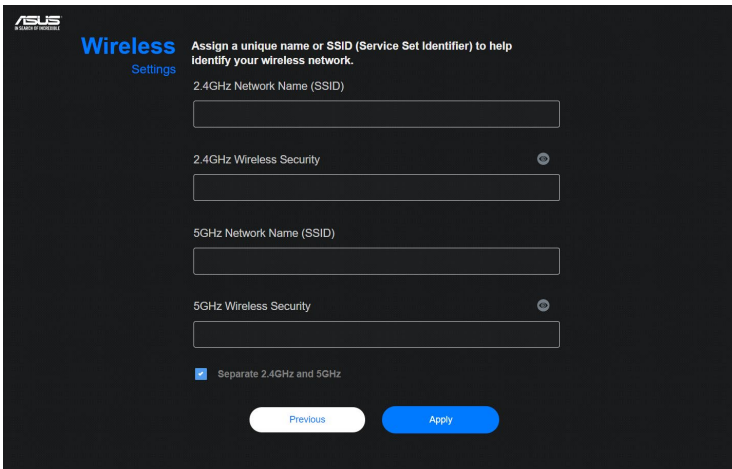 ASUS
IN SEARCH OF INCREDIBLE
Wireless
Settings
Assign a unique name or SSID (Service Set Identifier) to help
identify your wireless network.
2.4GHz Network Name (SSID)
2.4GHz Wireless Security
5GHz Network Name (SSID)
5GHz Wireless Security
Separate 2.4GHz and 5GHz
Previous
Apply